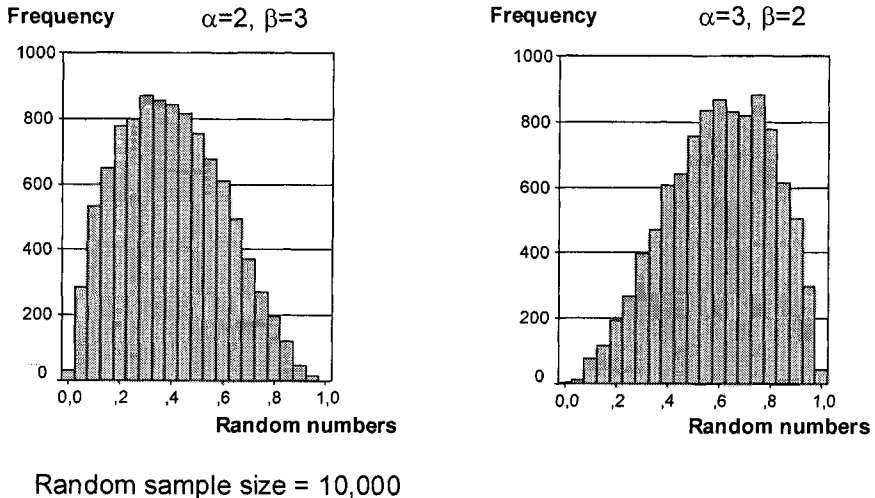 Frequency α=2, β=3
1000
800
600
400
200
0
0,0 ,2 ,4 ,6 ,8 1,0
Random numbers
Frequency α=3, β=2
1000
800
600
400
200
0
0,0 ,2 ,4 ,6 ,8 1,0
Random numbers
Random sample size = 10,000